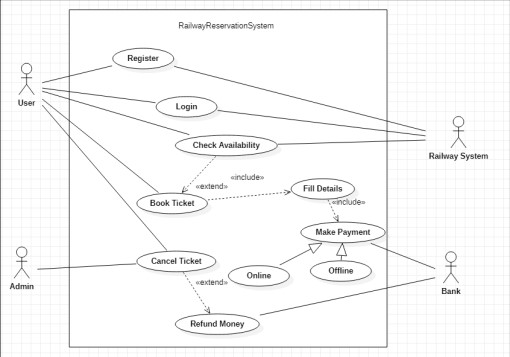 RailwayReservationSystem
Register
User
Login
Check Availability
Railway System
«include»
«extend»
Fill Details
Book Ticket
«include»
Make Payment
Cancel Ticket
Admin
Online
Offline
«extend»
Bank
Refund Money